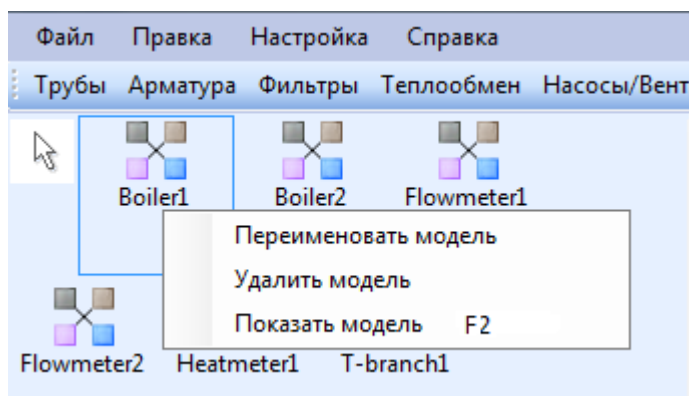 Файл Правка Настройка Справка
Трубы Арматура Фильтры Теплообмен Насосы/Вент
Boiler1 Boiler2 Flowmeter1
Переименовать модель
Удалить модель
Показать модель F2
Flowmeter2 Heatmeter1 T-branch1